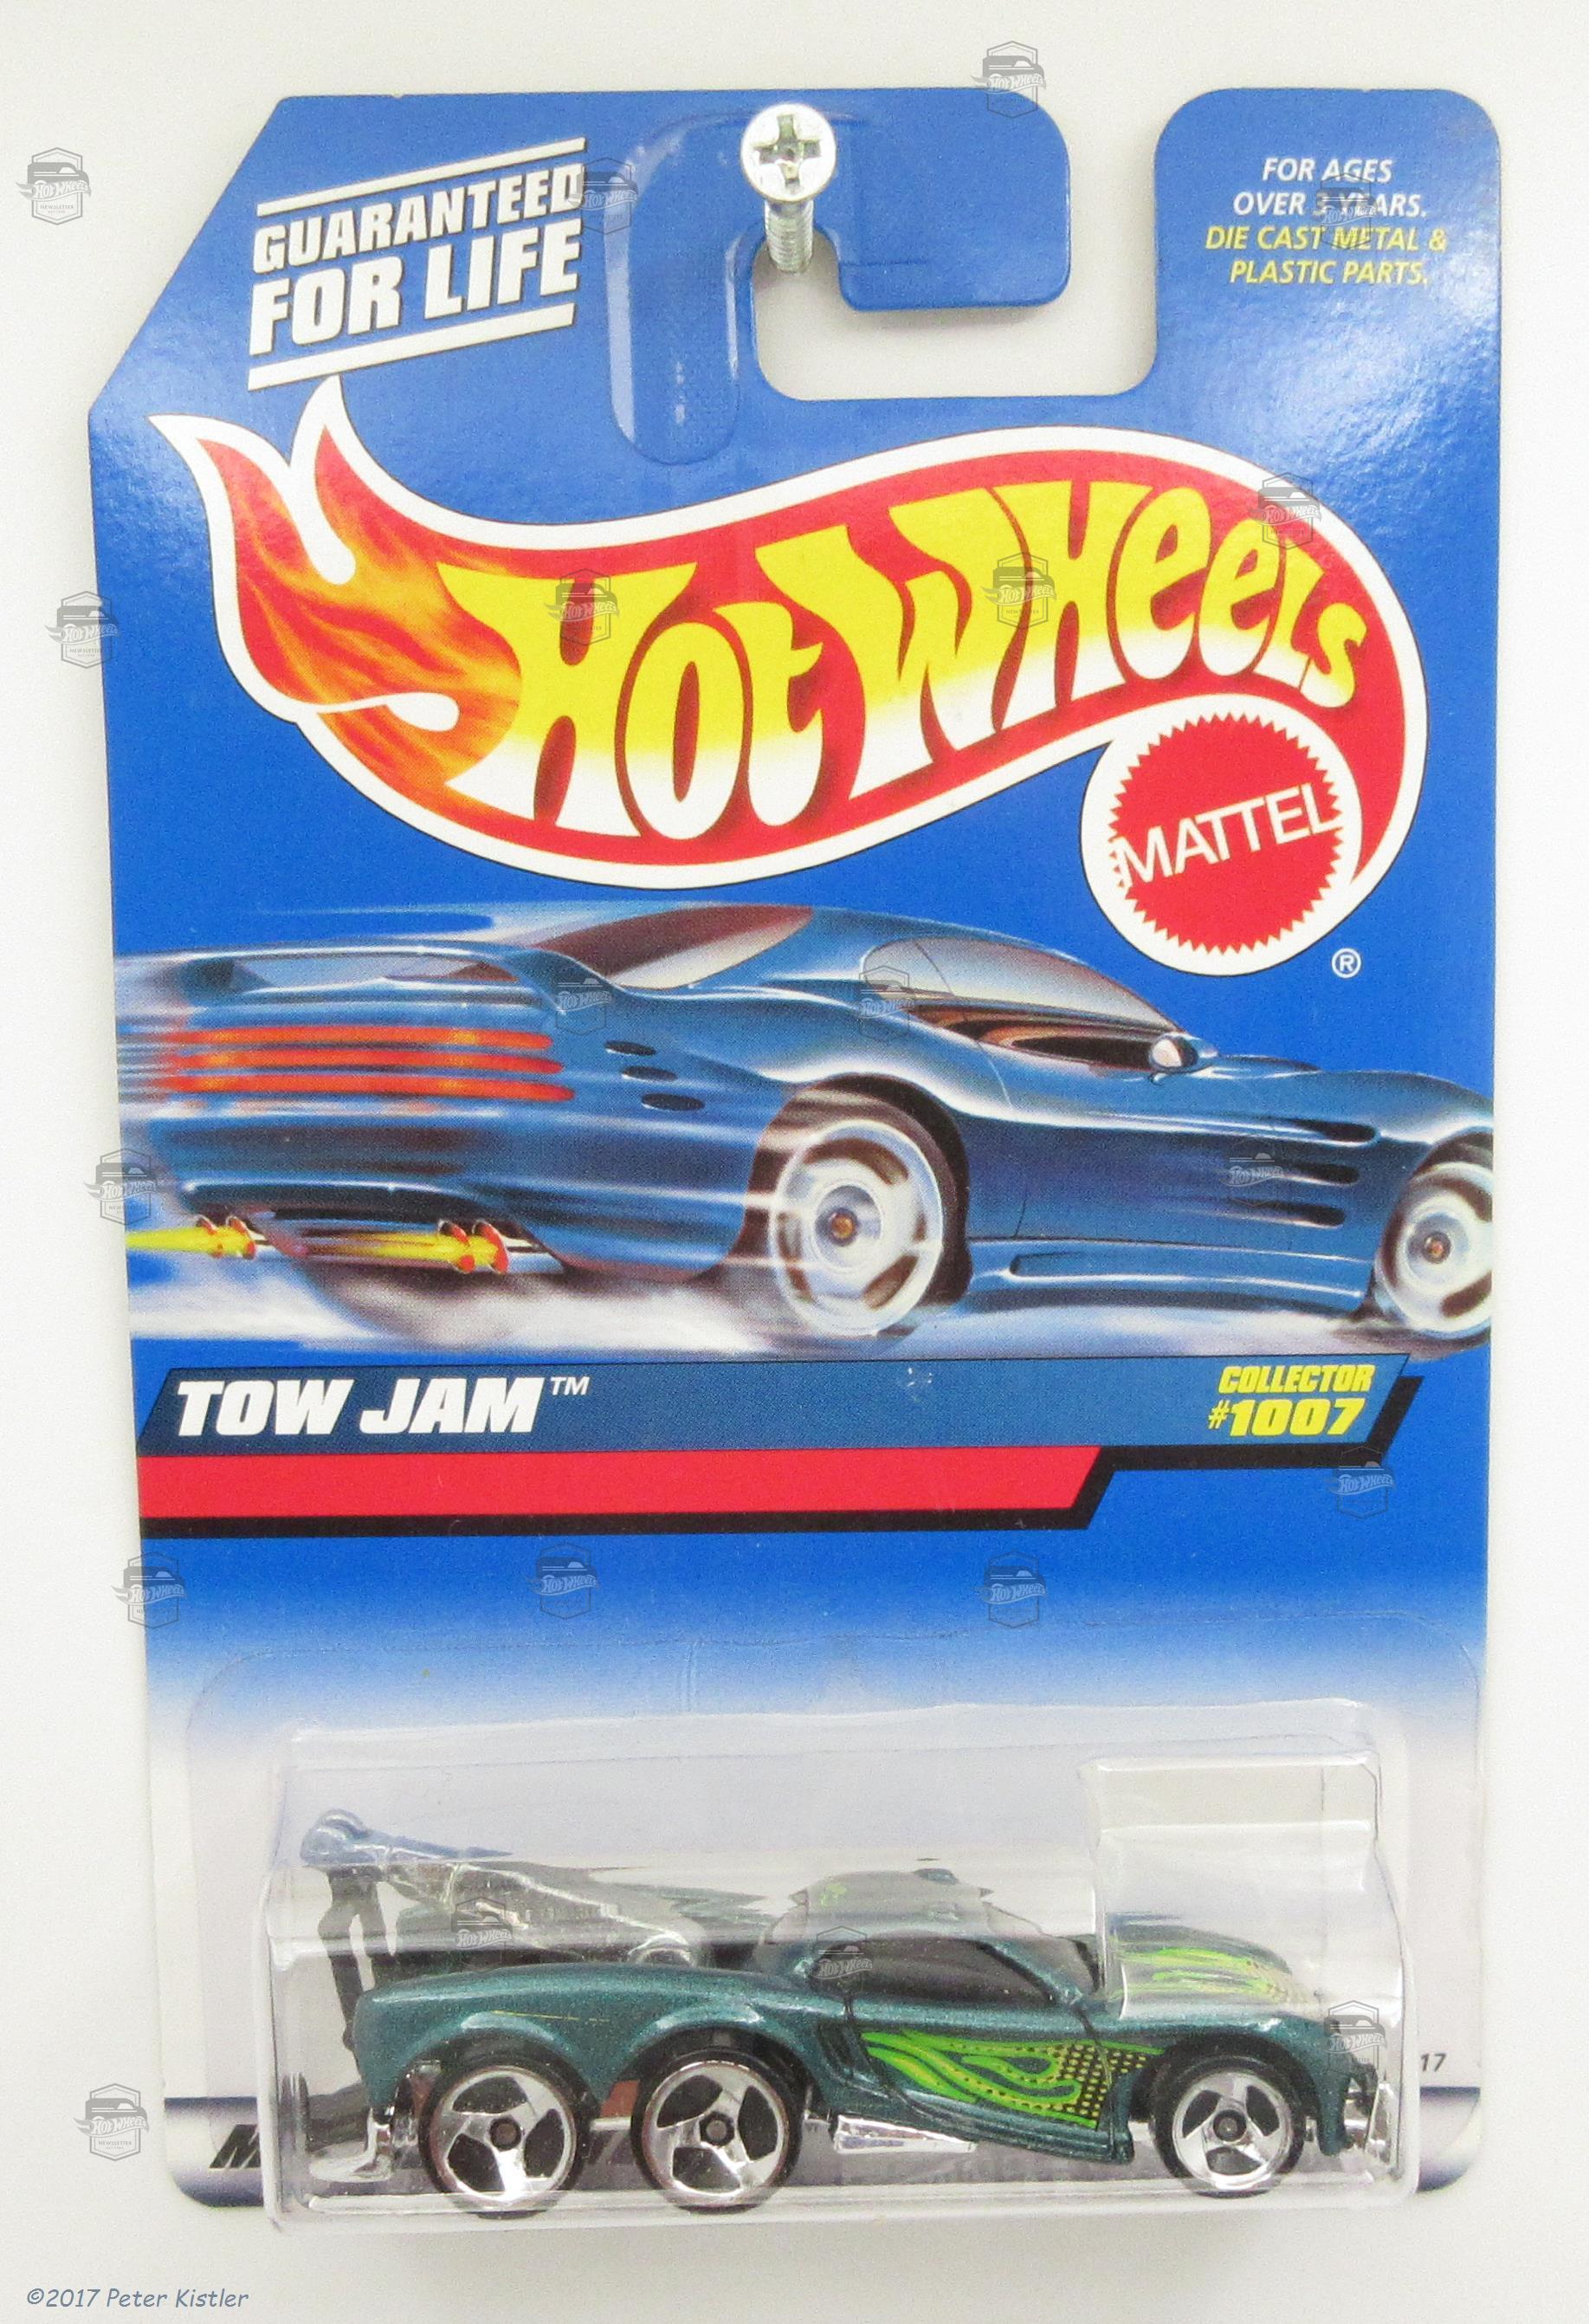 GUARANTEED
FOR LIFE
FOR AGES
OVER 3 YEARS.
DIE CAST METAL &
PLASTIC PARTS.
HOT WHEELS
MATTEL
®
TOW JAM™
COLLECTOR
#1007
17
©2017 Peter Kistler